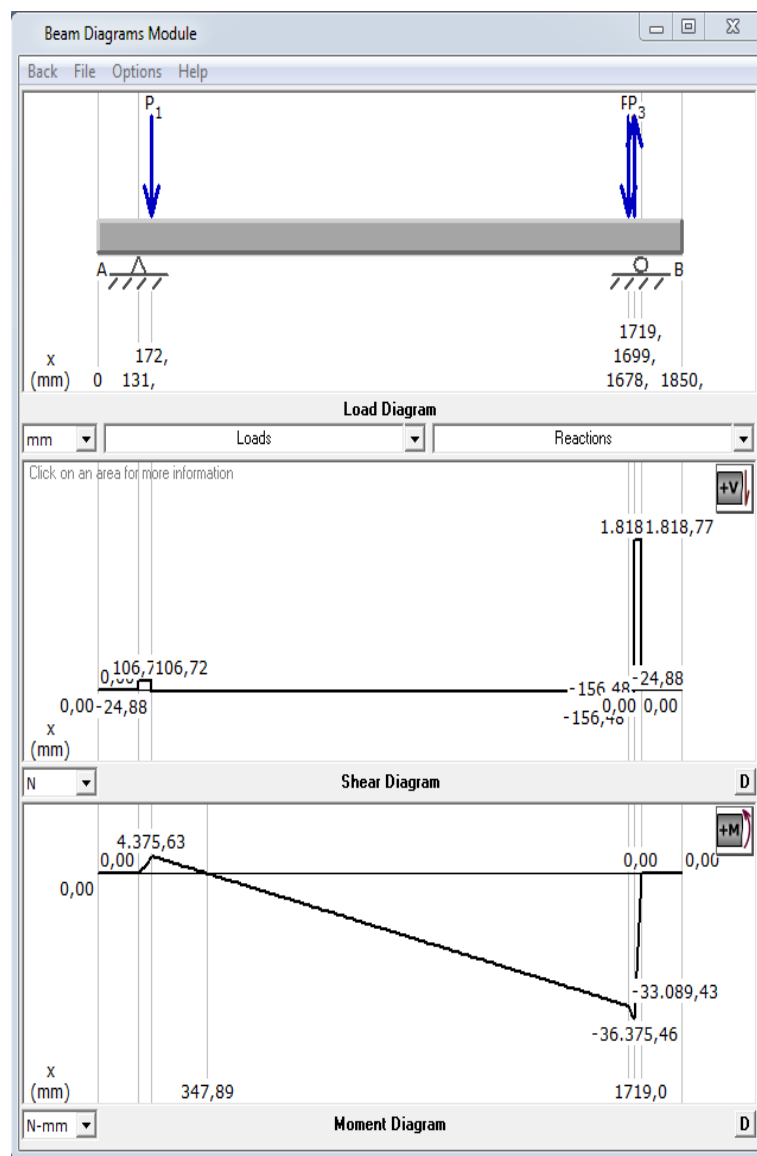 Beam Diagrams Module
Back File Options Help
P1 FP3
A B
1719,
172, 1699,
x (mm) 0 131, 1678, 1850,
Load Diagram
mm Loads Reactions
Click on an area for more information
+V
1.818 1.818,77
106,7 106,72
-156,48 -24,88
0,00 -24,88 0,00 0,00
-156,48
x
(mm)
N Shear Diagram D
+M
4.375,63
0,00 0,00 0,00
0,00
-33.089,43
-36.375,46
x
(mm) 347,89 1719,0
N-mm Moment Diagram D